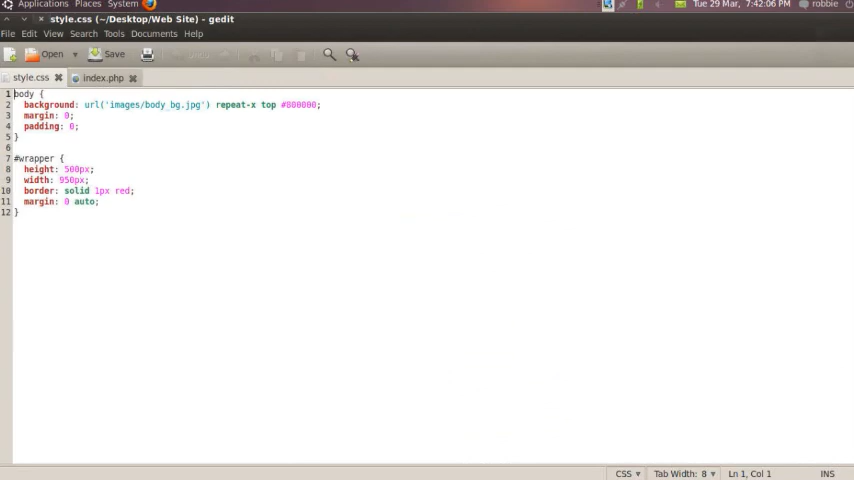 Applications Places System Tue 29 Mar, 7:42:06 PM robbie
style.css (~/Desktop/Web Site) - gedit
File Edit View Search Tools Documents Help
Open Save Undo
style.css index.php
1 body {
2 background: url('images/body_bg.jpg') repeat-x top #800000;
3 margin: 0;
4 padding: 0;
5 }
6
7 #wrapper {
8 height: 500px;
9 width: 950px;
10 border: solid 1px red;
11 margin: 0 auto;
12 }
CSS Tab Width: 8 Ln 1, Col 1 INS